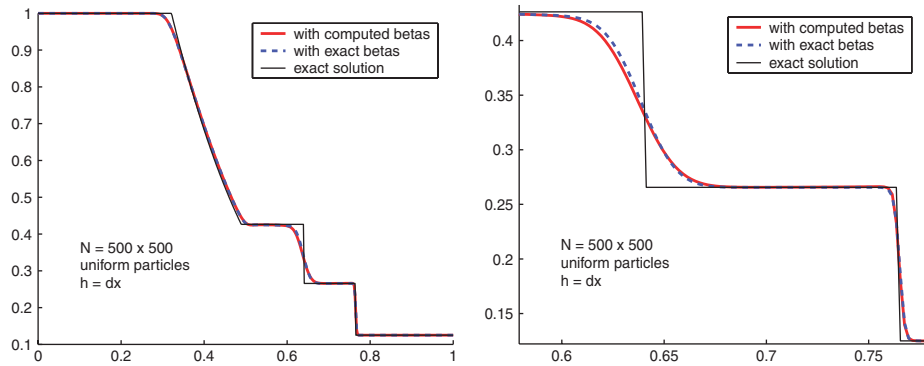 1
0.9
0.8
0.7
0.6
0.5
0.4
0.3
0.2
0.1
0
0.2
0.4
0.6
0.8
1
with computed betas
with exact betas
exact solution
N = 500 x 500
uniform particles
h = dx
0.4
0.35
0.3
0.25
0.2
0.15
0.6
0.65
0.7
0.75
with computed betas
with exact betas
exact solution
N = 500 x 500
uniform particles
h = dx